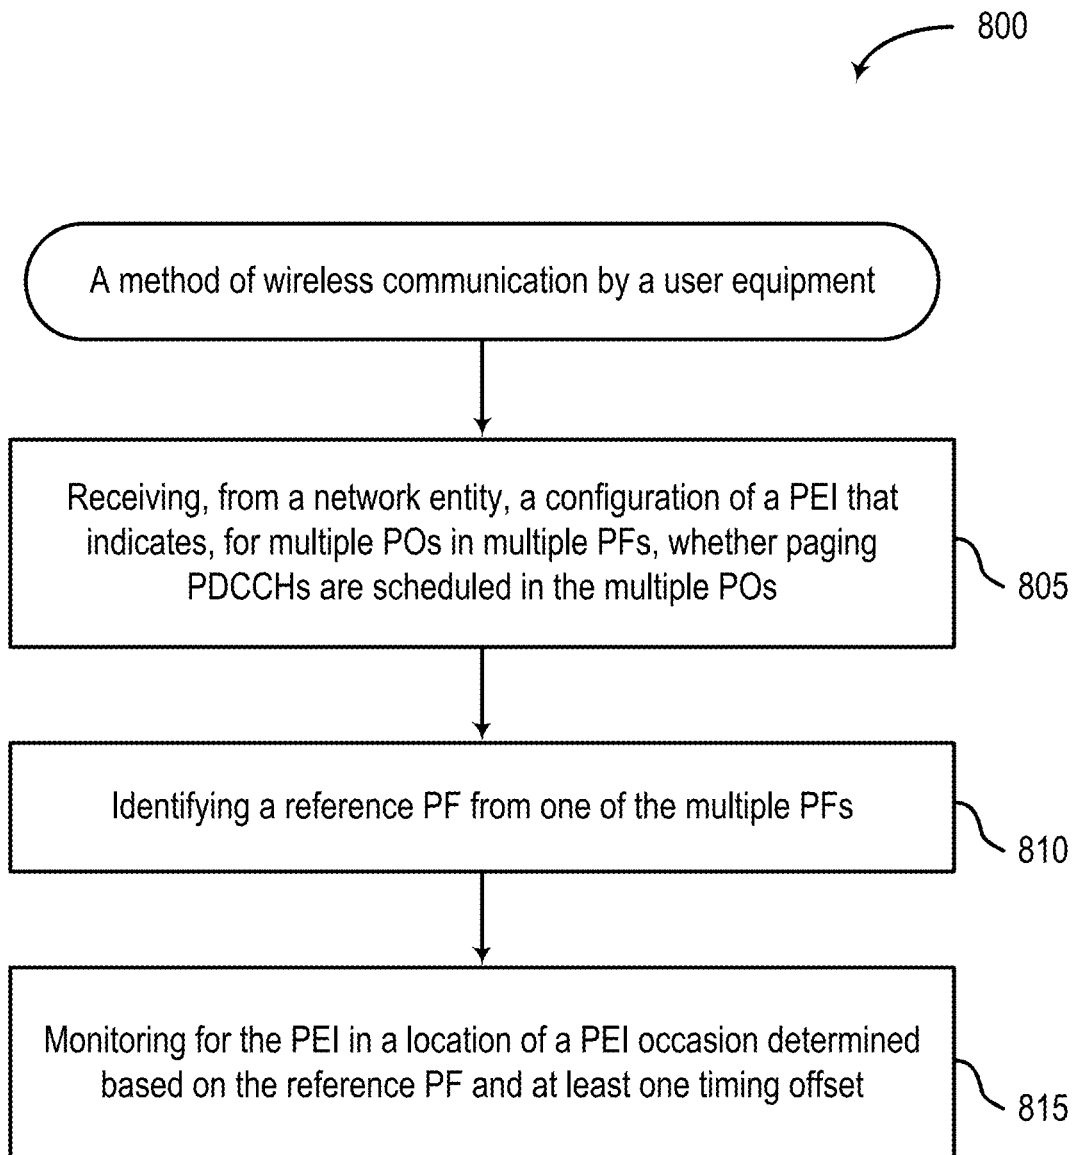 800
A method of wireless communication by a user equipment
Receiving, from a network entity, a configuration of a PEI that
indicates, for multiple POs in multiple PFs, whether paging
PDCCHs are scheduled in the multiple POs
805
Identifying a reference PF from one of the multiple PFs
810
Monitoring for the PEI in a location of a PEI occasion determined
based on the reference PF and at least one timing offset
815